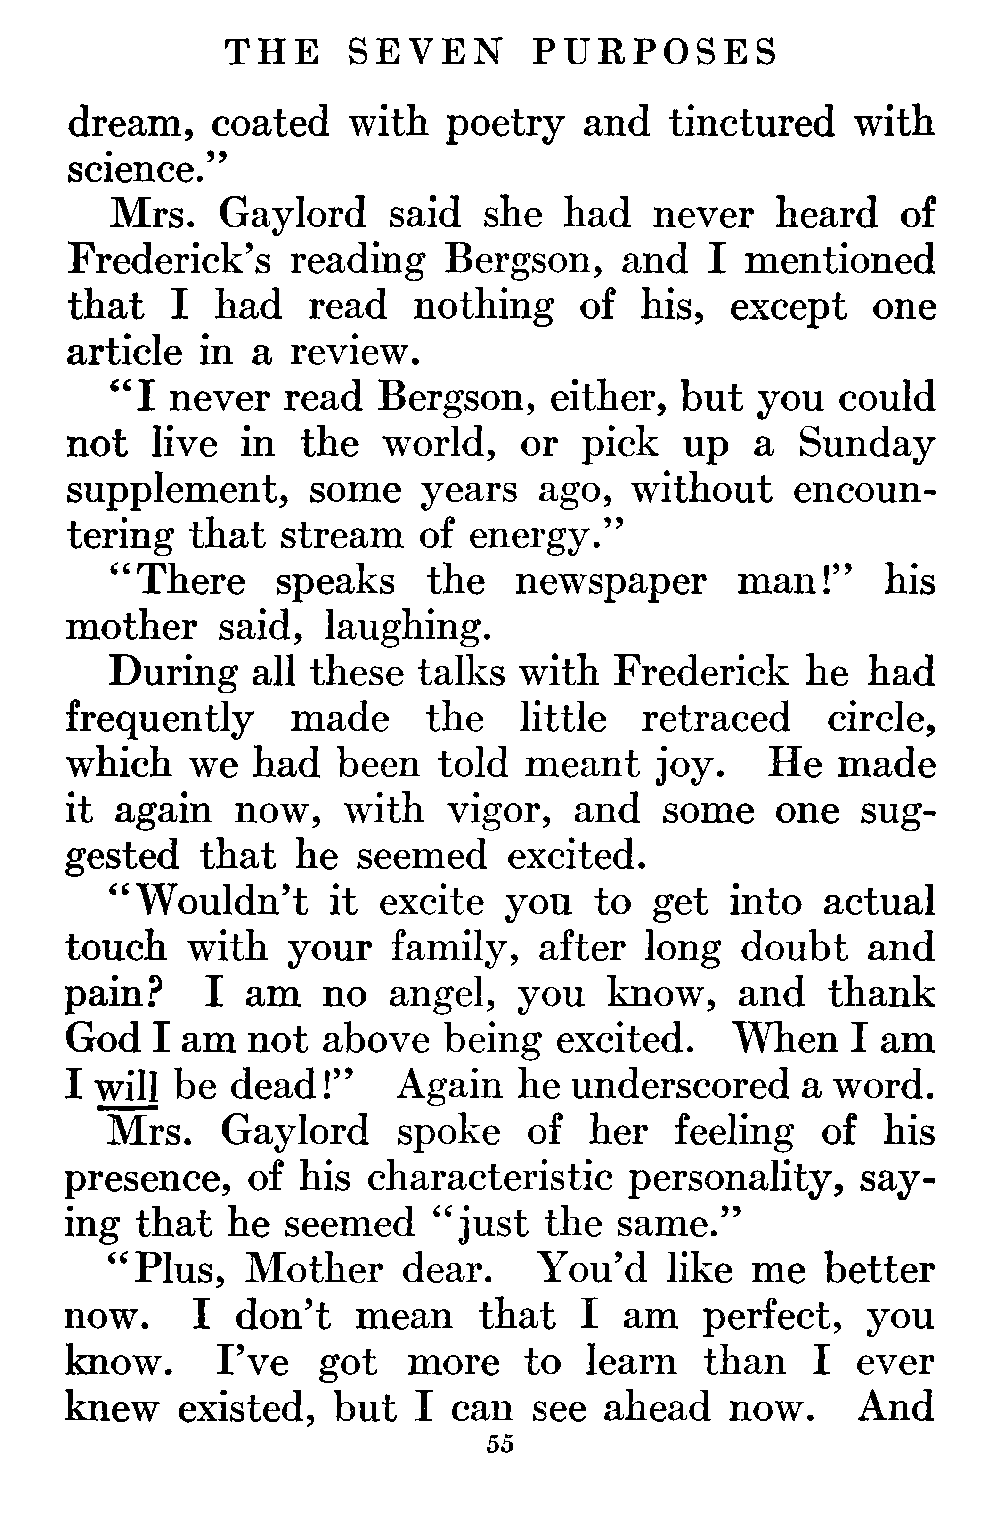 THE SEVEN PURPOSES
dream, coated with poetry and tinctured with
science.”
Mrs. Gaylord said she had never heard of
Frederick’s reading Bergson, and I mentioned
that I had read nothing of his, except one
article in a review.
“I never read Bergson, either, but you could
not live in the world, or pick up a Sunday
supplement, some years ago, without encoun-
tering that stream of energy.”
“There speaks the newspaper man!” his
mother said, laughing.
During all these talks with Frederick he had
frequently made the little retraced circle,
which we had been told meant joy. He made
it again now, with vigor, and some one sug-
gested that he seemed excited.
“Wouldn’t it excite you to get into actual
touch with your family, after long doubt and
pain? I am no angel, you know, and thank
God I am not above being excited. When I am
I will be dead!” Again he underscored a word.
Mrs. Gaylord spoke of her feeling of his
presence, of his characteristic personality, say-
ing that he seemed “just the same.”
“Plus, Mother dear. You’d like me better
now. I don’t mean that I am perfect, you
know. I’ve got more to learn than I ever
knew existed, but I can see ahead now. And
55